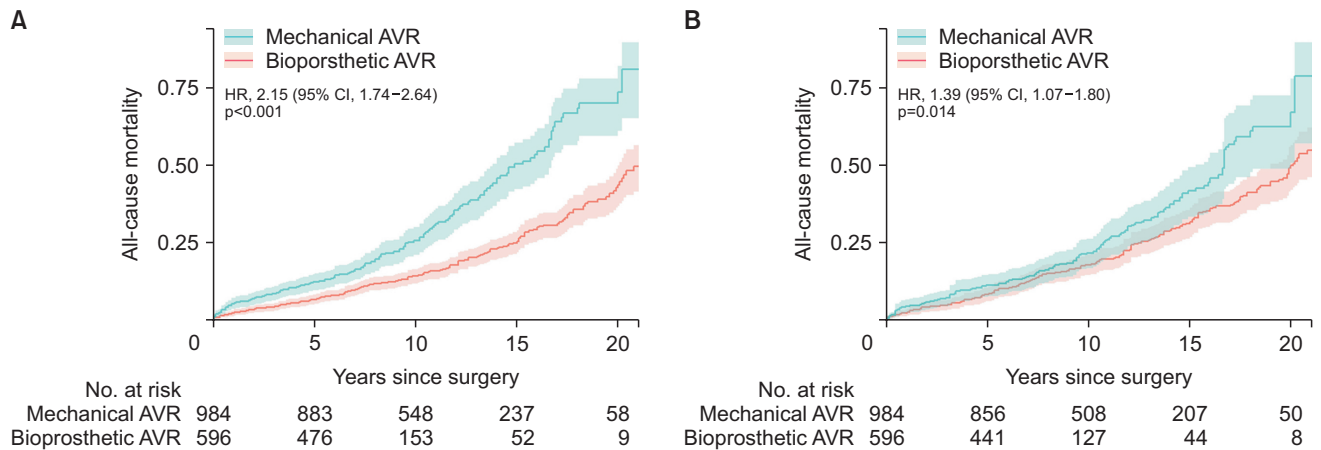 A
Mechanical AVR
Bioporsthetic AVR
HR, 2.15 (95% CI, 1.74−2.64)
p<0.001
All-cause mortality
0.75
0.50
0.25
0 5 10 15 20
Years since surgery
No. at risk
Mechanical AVR 984 883 548 237 58
Bioprosthetic AVR 596 476 153 52 9
B
Mechanical AVR
Bioporsthetic AVR
HR, 1.39 (95% CI, 1.07−1.80)
p=0.014
All-cause mortality
0.75
0.50
0.25
0 5 10 15 20
Years since surgery
No. at risk
Mechanical AVR 984 856 508 207 50
Bioprosthetic AVR 596 441 127 44 8